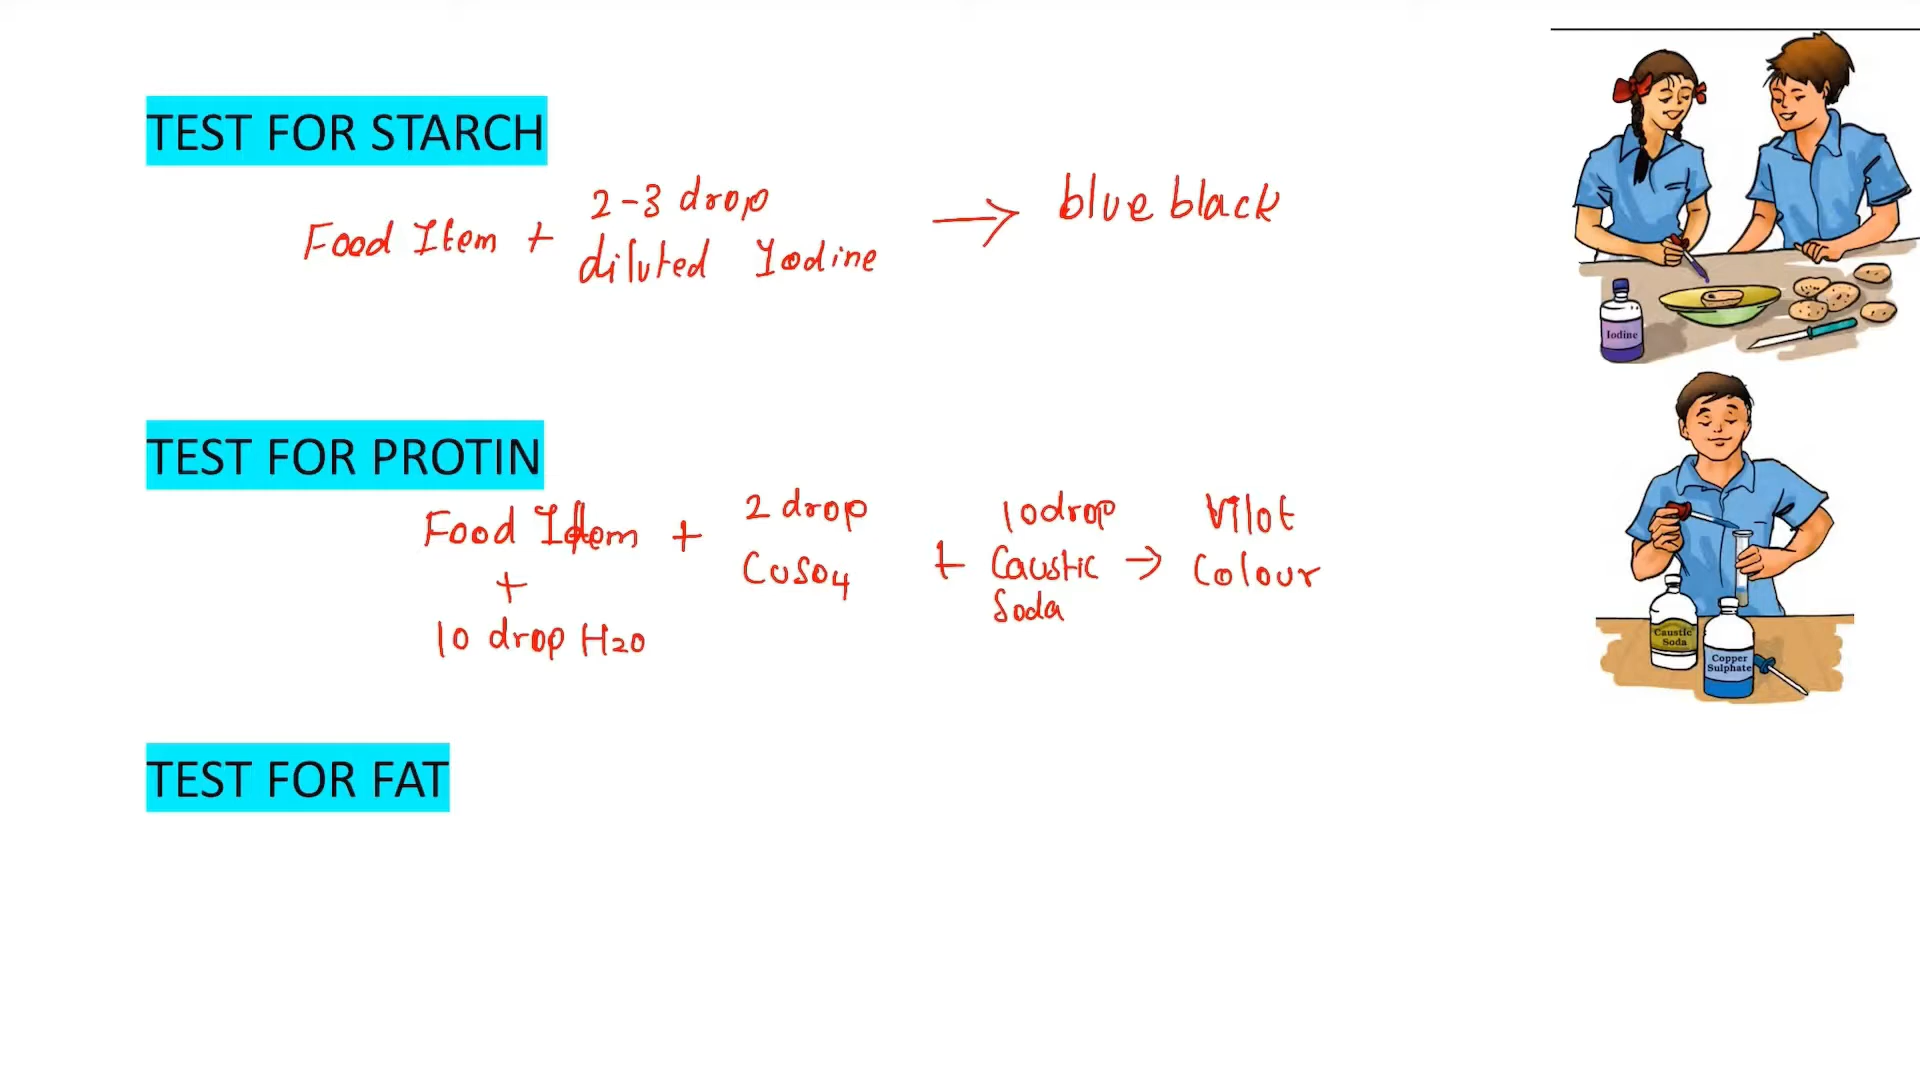 TEST FOR STARCH
Food Item + 2-3 drop diluted Iodine → blue black
Iodine
TEST FOR PROTIN
Food Item + 2 drop CuSO4 + 10 drop Caustic Soda → Vilot Colour
+
10 drop H2O
Caustic Soda
Copper Sulphate
TEST FOR FAT